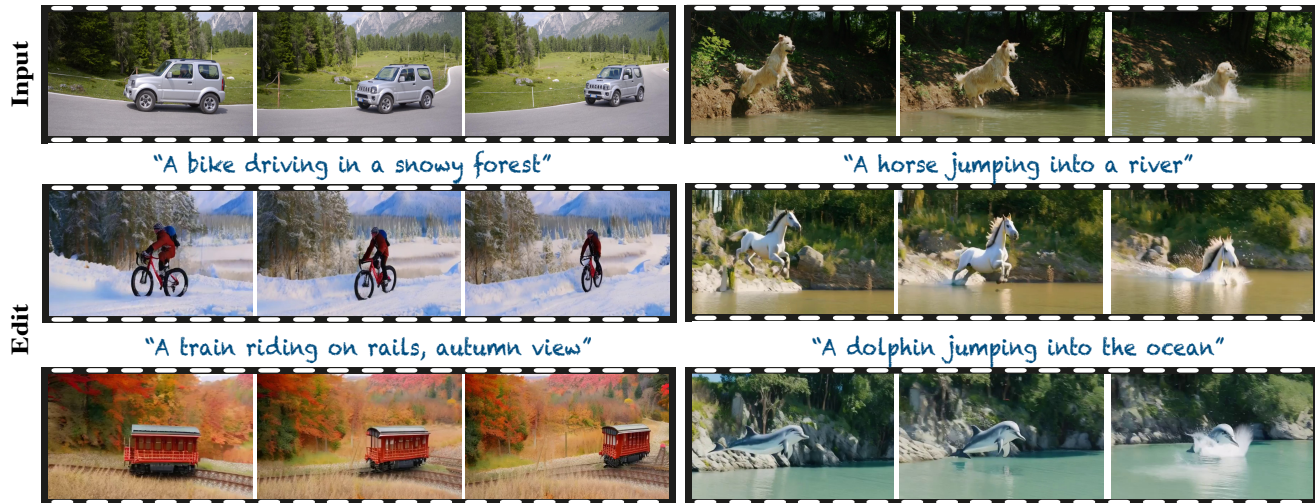 Input
“A bike driving in a snowy forest”
“A horse jumping into a river”
Edit
“A train riding on rails, autumn view”
“A dolphin jumping into the ocean”